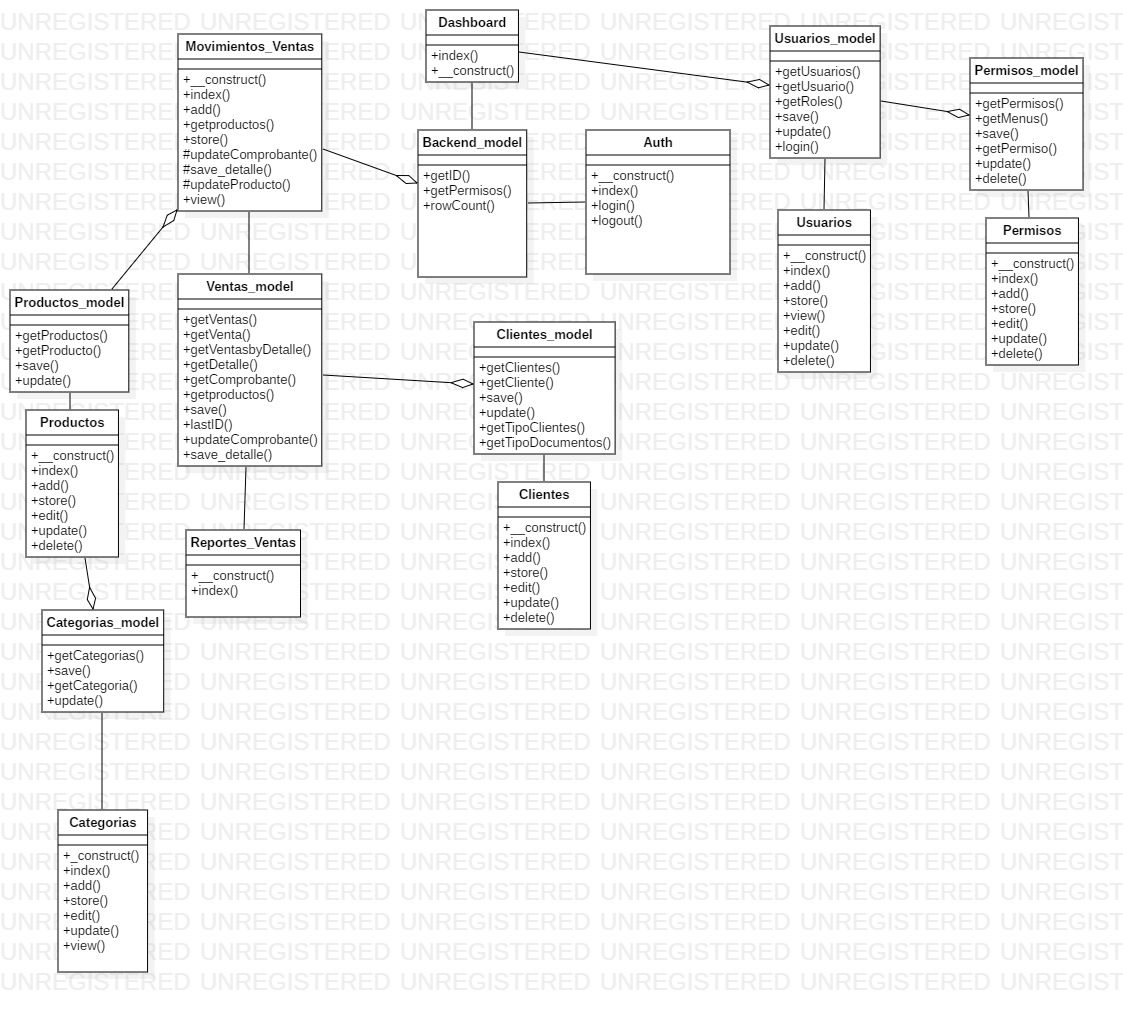 Dashboard
+index()
+__construct()
Movimientos_Ventas
+__construct()
+index()
+add()
+getproductos()
+store()
#updateComprobante()
#save_detalle()
#updateProducto()
+view()
Usuarios_model
+getUsuarios()
+getUsuario()
+getRoles()
+save()
+update()
+login()
Permisos_model
+getPermisos()
+getMenus()
+save()
+getPermiso()
+update()
+delete()
Backend_model
+getID()
+getPermisos()
+rowCount()
Auth
+__construct()
+index()
+login()
+logout()
Usuarios
+__construct()
+index()
+add()
+store()
+view()
+edit()
+update()
+delete()
Permisos
+__construct()
+index()
+add()
+store()
+edit()
+update()
+delete()
Productos_model
+getProductos()
+getProducto()
+save()
+update()
Ventas_model
+getVentas()
+getVenta()
+getVentasbyDetalle()
+getDetalle()
+getComprobante()
+getproductos()
+save()
+lastID()
+updateComprobante()
+save_detalle()
Clientes_model
+getClientes()
+getCliente()
+save()
+update()
+getTipoClientes()
+getTipoDocumentos()
Productos
+__construct()
+index()
+add()
+store()
+edit()
+update()
+delete()
Clientes
+__construct()
+index()
+add()
+store()
+edit()
+update()
+delete()
Reportes_Ventas
+__construct()
+index()
Categorias_model
+getCategorias()
+save()
+getCategoria()
+update()
Categorias
+_construct()
+index()
+add()
+store()
+edit()
+update()
+view()
UNREGISTERED